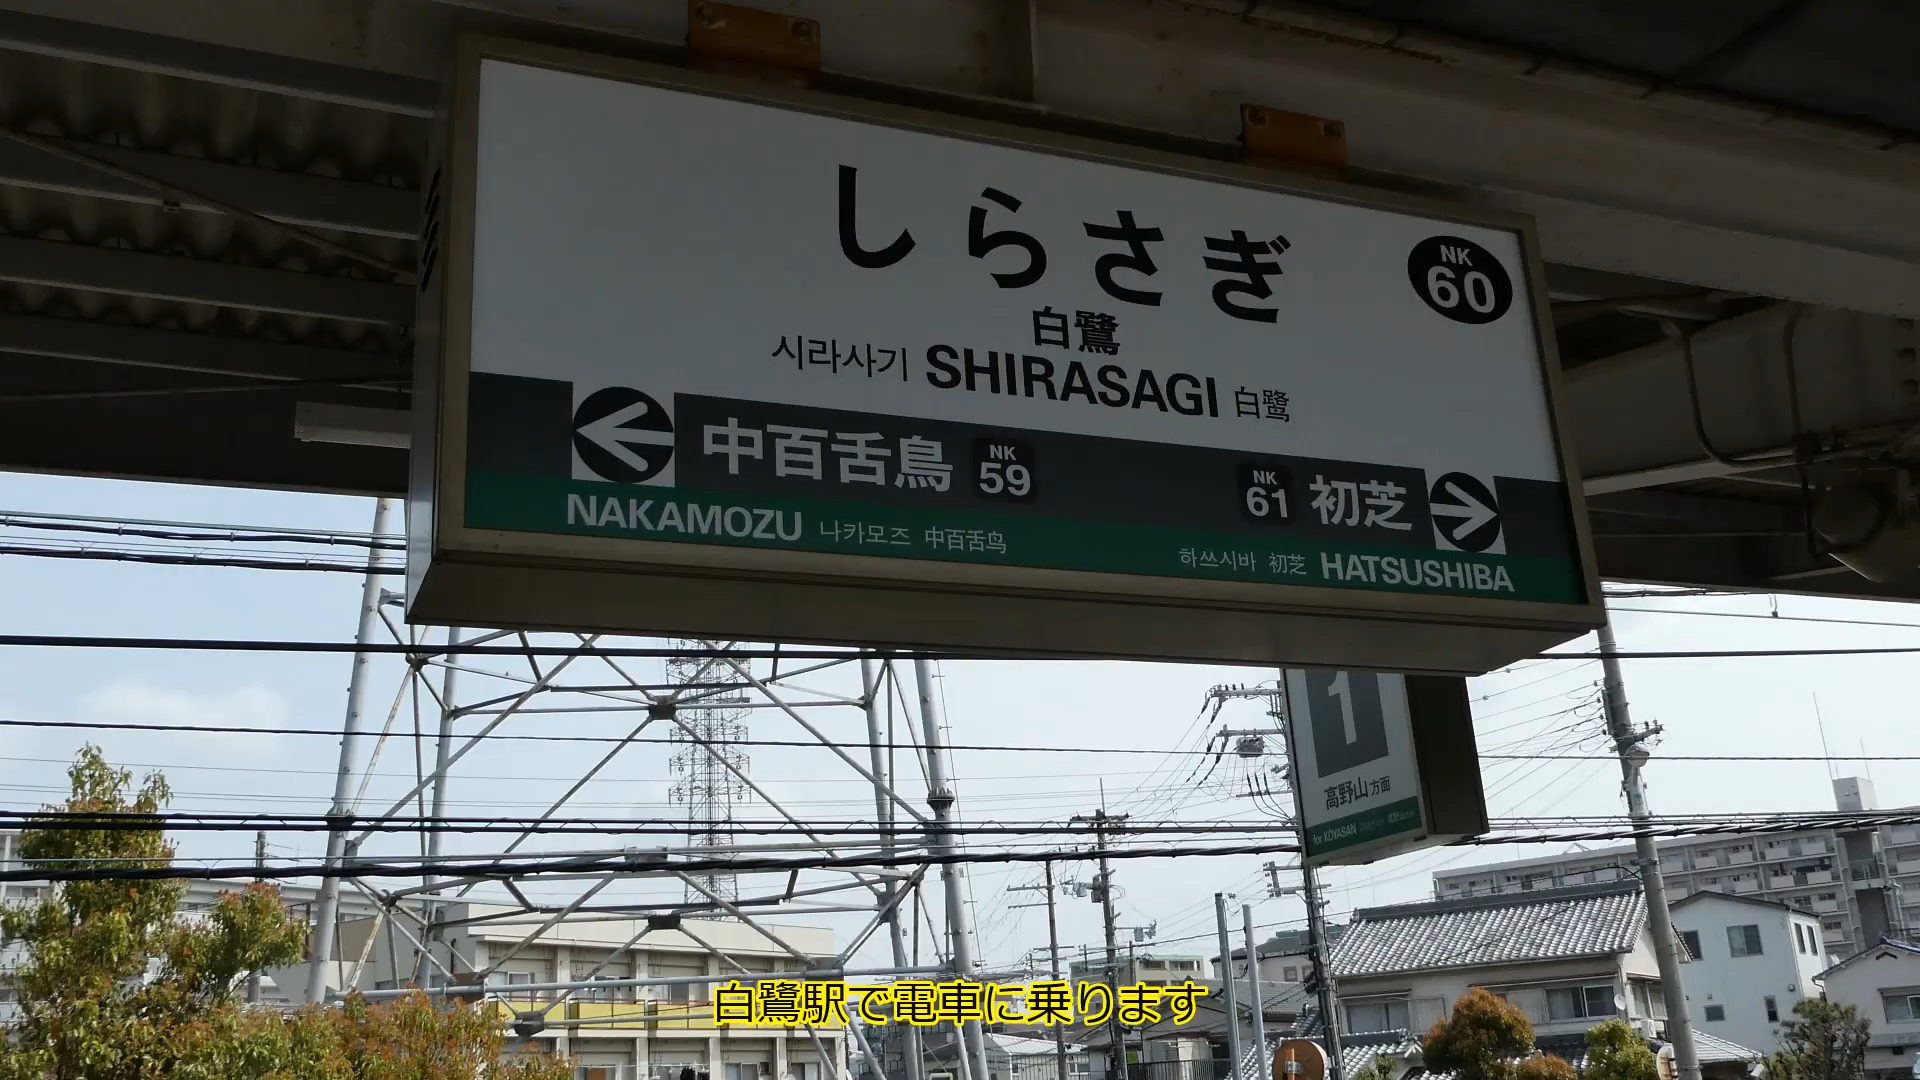 しらさぎ
NK
60
白鷺
시라사기 SHIRASAGI 白鹭
中百舌鳥 NK 59
NK 61 初芝
NAKAMOZU 나카모즈 中百舌鸟
하쓰시바 初芝 HATSUSHIBA
1
高野山方面
for KOYASAN
白鷺駅で電車に乗ります